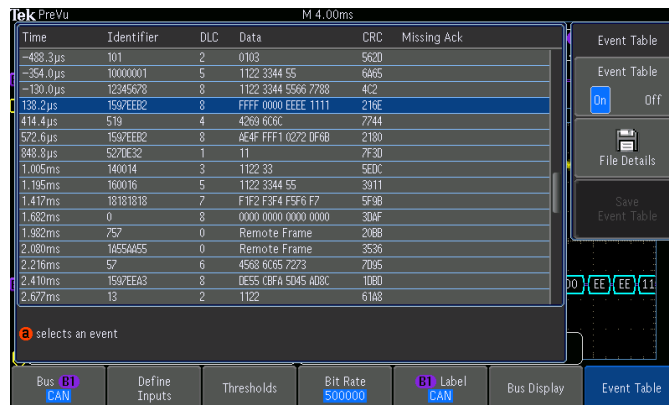 Tek PreVu M 4.00ms
Time Identifier DLC Data CRC Missing Ack
-488.3µs 101 2 0103 562D
-354.0µs 10000001 5 1122 3344 55 6A65
-130.0µs 12345678 8 1122 3344 5566 7788 4C2
138.2µs 1597EEB2 8 FFFF 0000 EEEE 1111 216E
414.4µs 519 4 4269 6C6C 7744
572.6µs 1597EEB2 8 AE4F FFF1 0272 DF6B 2180
848.8µs 527DE32 1 11 7F3D
1.005ms 140014 3 1122 33 5EDC
1.195ms 160016 5 1122 3344 55 3911
1.417ms 18181818 7 F1F2 F3F4 F5F6 F7 5F9B
1.682ms 0 8 0000 0000 0000 0000 3DAF
1.982ms 757 0 Remote Frame 20BB
2.080ms 1A55A455 0 Remote Frame 3536
2.216ms 57 6 4568 6C65 7273 7D95
2.410ms 1597EEA3 8 DE55 CBFA 5D45 AD8C 1DBD
2.677ms 13 2 1122 61A8
a selects an event
Event Table
Event Table
On Off
File Details
Save
Event Table
EE EE 11
Bus B1
CAN
Define
Inputs
Thresholds
Bit Rate
500000
B1 Label
CAN
Bus Display
Event Table